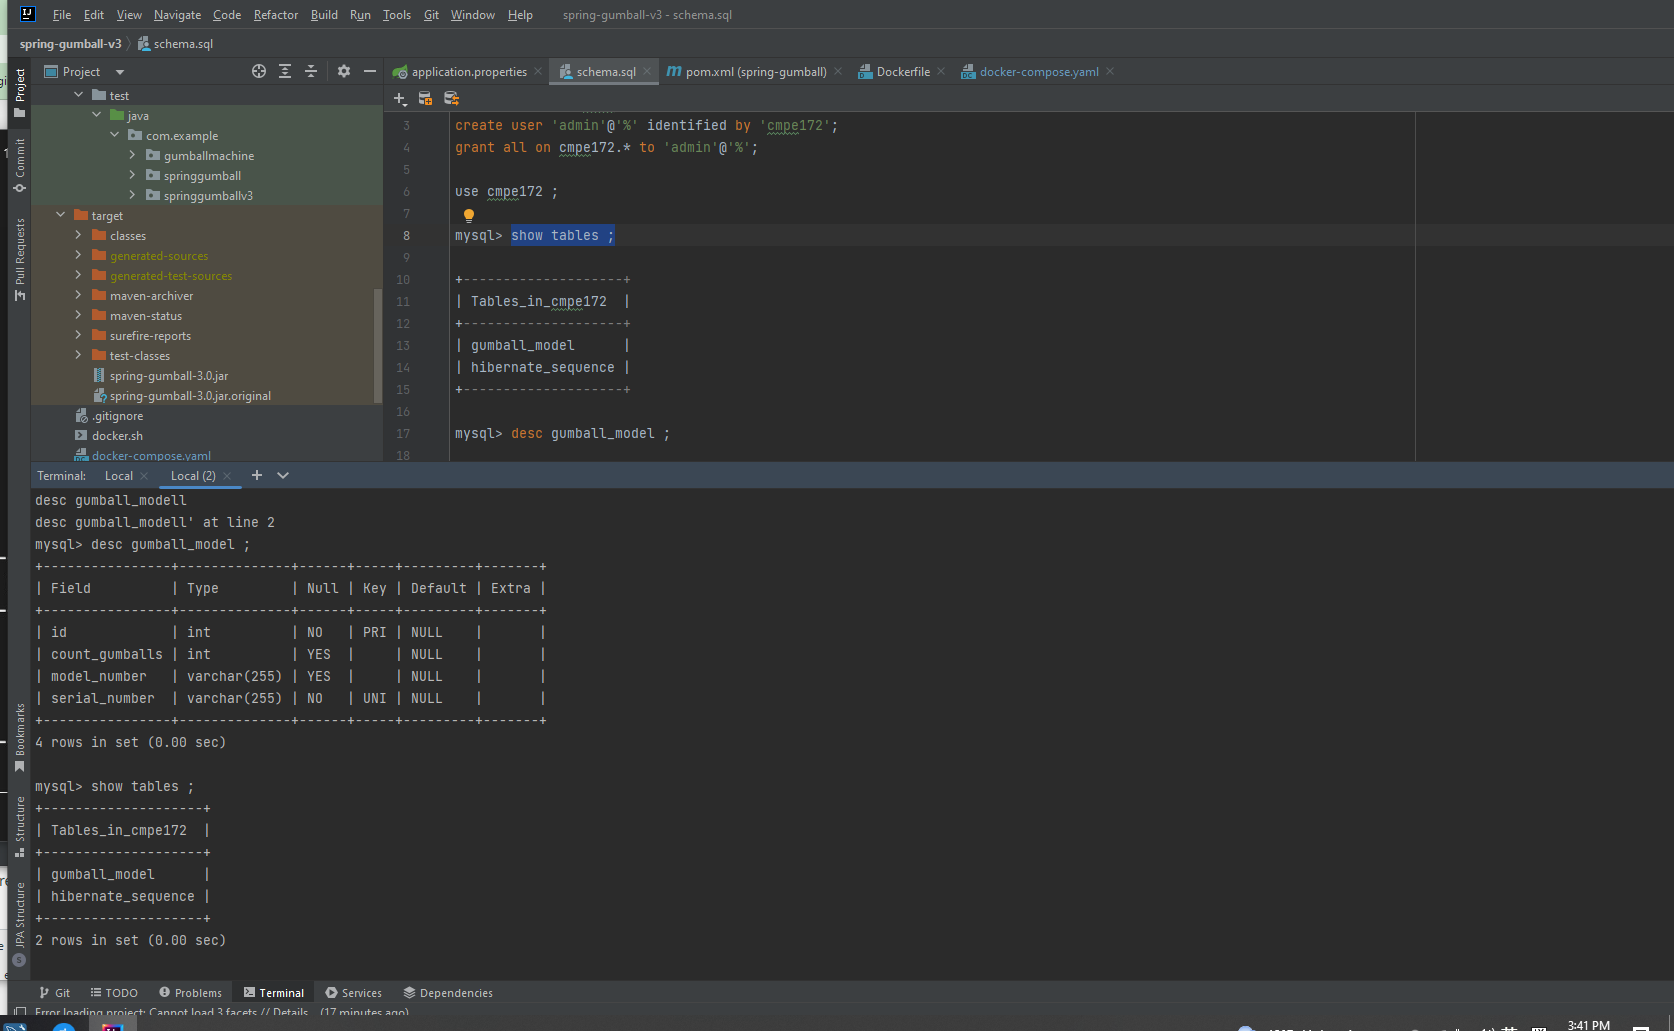 File Edit View Navigate Code Refactor Build Run Tools Git Window Help spring-gumball-v3 - schema.sql
spring-gumball-v3 schema.sql
Project
application.properties schema.sql pom.xml (spring-gumball) Dockerfile docker-compose.yaml
test
java
com.example
gumballmachine
springgumball
springgumballv3
target
classes
generated-sources
generated-test-sources
maven-archiver
maven-status
surefire-reports
test-classes
spring-gumball-3.0.jar
spring-gumball-3.0.jar.original
.gitignore
docker.sh
docker-compose.yaml
3 create user 'admin'@'%' identified by 'cmpe172';
4 grant all on cmpe172.* to 'admin'@'%';
5
6 use cmpe172 ;
7
8 mysql> show tables ;
9
10 +--------------------+
11 | Tables_in_cmpe172  |
12 +--------------------+
13 | gumball_model      |
14 | hibernate_sequence |
15 +--------------------+
16
17 mysql> desc gumball_model ;
18
Project
Commit
Pull Requests
Bookmarks
Structure
JPA Structure
Terminal: Local Local (2)
desc gumball_modell
desc gumball_modell' at line 2
mysql> desc gumball_model ;
+----------------+--------------+------+-----+---------+-------+
| Field          | Type         | Null | Key | Default | Extra |
+----------------+--------------+------+-----+---------+-------+
| id             | int          | NO   | PRI | NULL    |       |
| count_gumballs | int          | YES  |     | NULL    |       |
| model_number   | varchar(255) | YES  |     | NULL    |       |
| serial_number  | varchar(255) | NO   | UNI | NULL    |       |
+----------------+--------------+------+-----+---------+-------+
4 rows in set (0.00 sec)
mysql> show tables ;
+--------------------+
| Tables_in_cmpe172  |
+--------------------+
| gumball_model      |
| hibernate_sequence |
+--------------------+
2 rows in set (0.00 sec)
Git TODO Problems Terminal Services Dependencies
Error loading project: Cannot load 3 facets // Details... (17 minutes ago)
3:41 PM